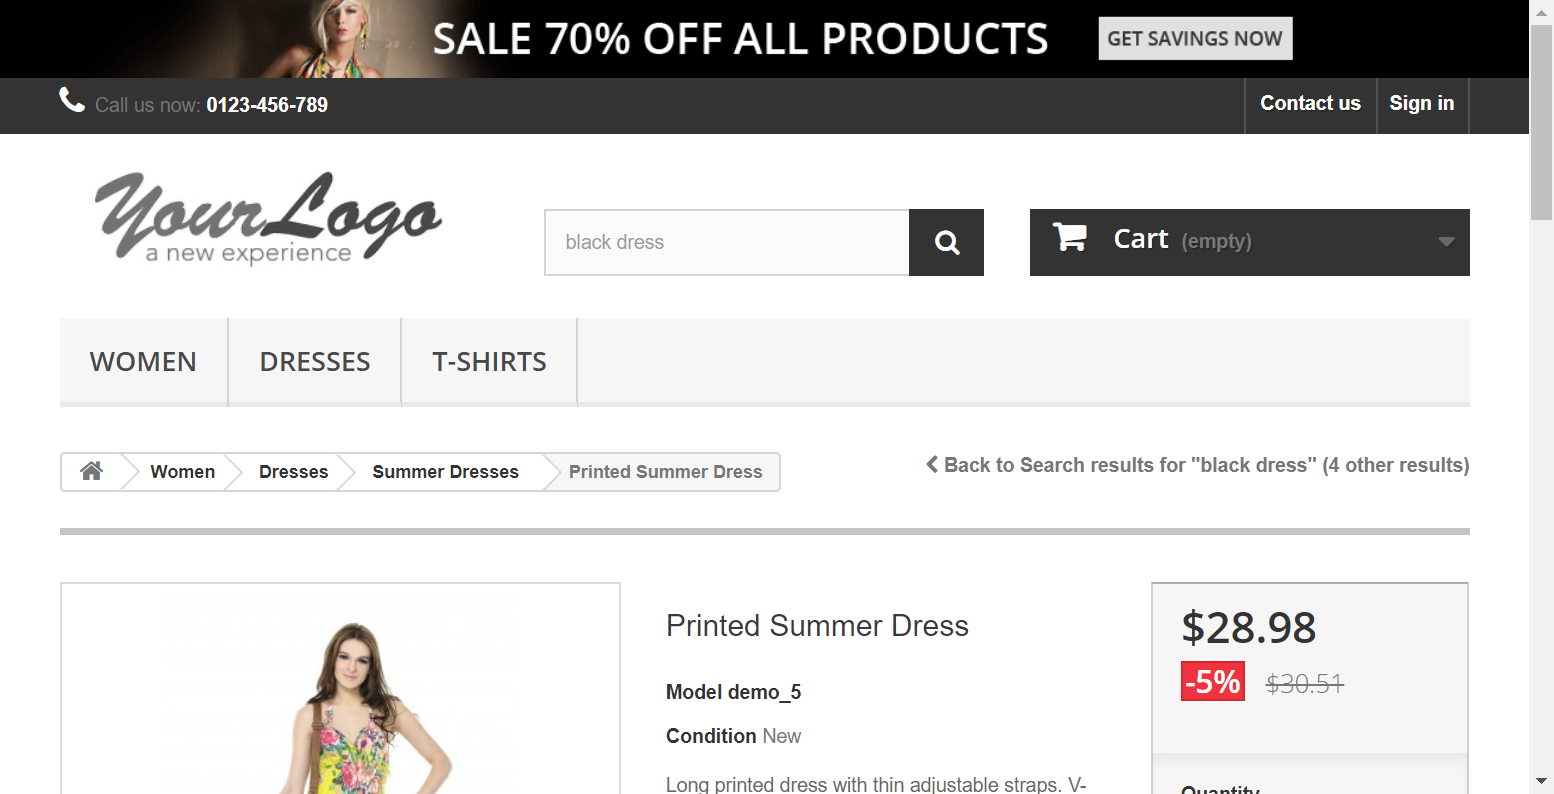 SALE 70% OFF ALL PRODUCTS
GET SAVINGS NOW
Call us now: 0123-456-789
Contact us
Sign in
YourLogo
a new experience
black dress
Cart (empty)
WOMEN
DRESSES
T-SHIRTS
Women
Dresses
Summer Dresses
Printed Summer Dress
Back to Search results for "black dress" (4 other results)
Printed Summer Dress
$28.98
-5% $30.51
Model demo_5
Condition New
Long printed dress with thin adjustable straps. V-
Quantity